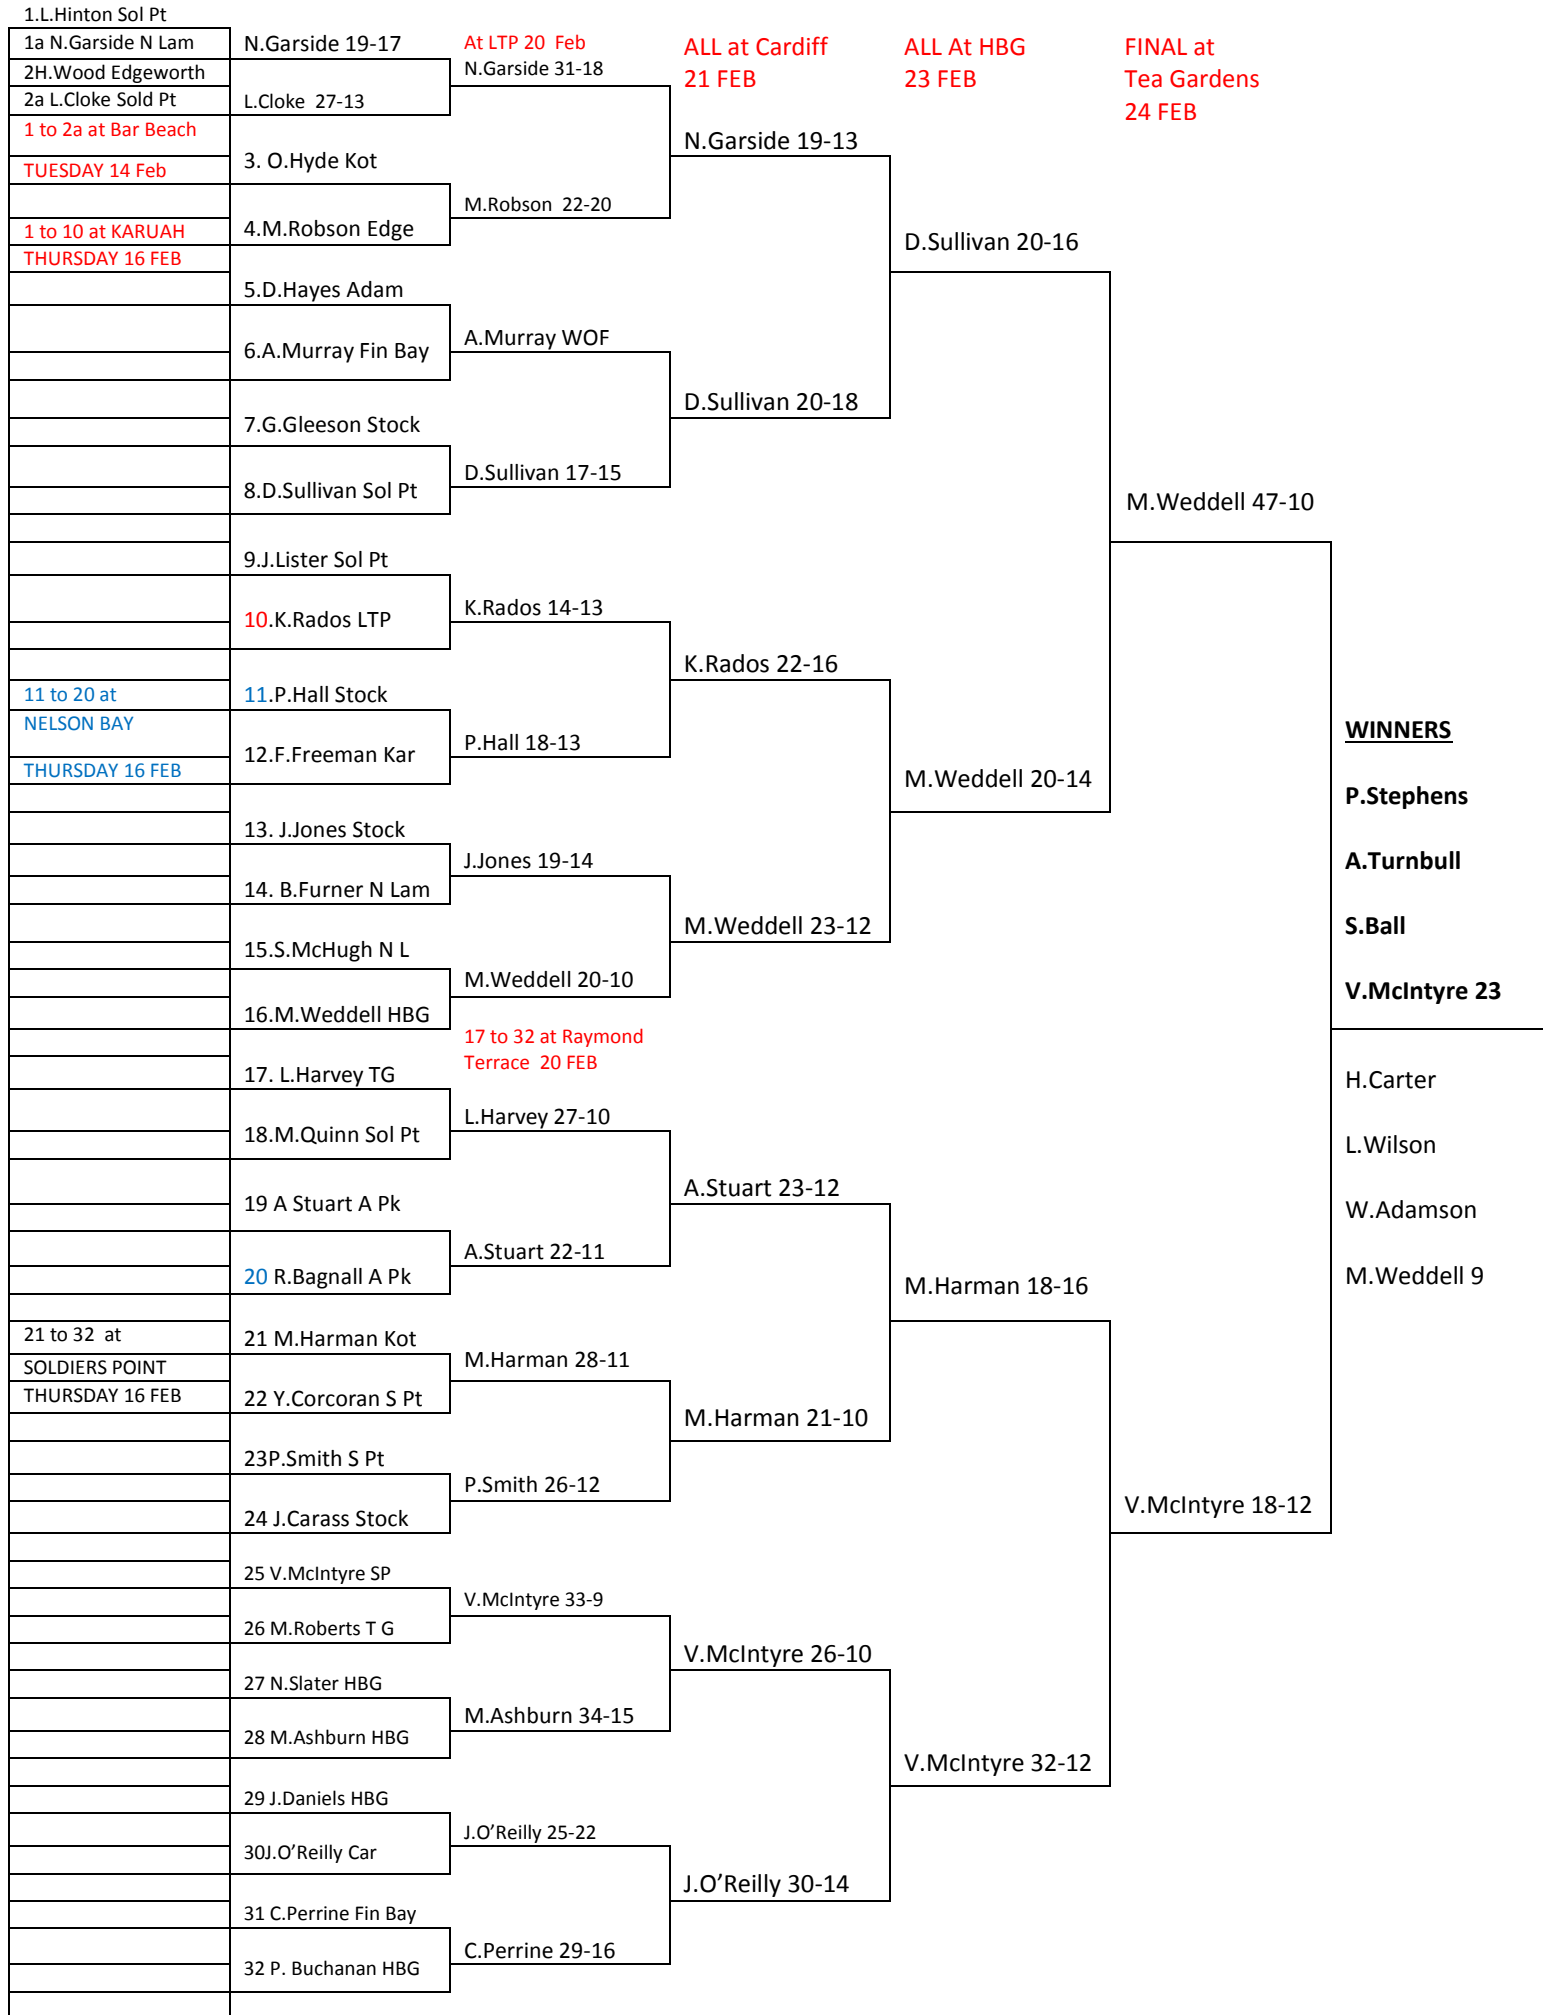 1.L.Hinton Sol Pt
1a N.Garside N Lam
2H.Wood Edgeworth
2a L.Cloke Sold Pt
1 to 2a at Bar Beach
TUESDAY 14 Feb
1 to 10 at KARUAH
THURSDAY 16 FEB
11 to 20 at
NELSON BAY
THURSDAY 16 FEB
21 to 32 at
SOLDIERS POINT
THURSDAY 16 FEB
N.Garside 19-17
L.Cloke 27-13
3. O.Hyde Kot
4.M.Robson Edge
5.D.Hayes Adam
6.A.Murray Fin Bay
7.G.Gleeson Stock
8.D.Sullivan Sol Pt
9.J.Lister Sol Pt
10.K.Rados LTP
11.P.Hall Stock
12.F.Freeman Kar
13. J.Jones Stock
14. B.Furner N Lam
15.S.McHugh N L
16.M.Weddell HBG
17. L.Harvey TG
18.M.Quinn Sol Pt
19 A Stuart A Pk
20 R.Bagnall A Pk
21 M.Harman Kot
22 Y.Corcoran S Pt
23P.Smith S Pt
24 J.Carass Stock
25 V.McIntyre SP
26 M.Roberts T G
27 N.Slater HBG
28 M.Ashburn HBG
29 J.Daniels HBG
30J.O’Reilly Car
31 C.Perrine Fin Bay
32 P. Buchanan HBG
At LTP 20 Feb
N.Garside 31-18
M.Robson 22-20
A.Murray WOF
D.Sullivan 17-15
K.Rados 14-13
P.Hall 18-13
J.Jones 19-14
M.Weddell 20-10
17 to 32 at Raymond
Terrace 20 FEB
L.Harvey 27-10
A.Stuart 22-11
M.Harman 28-11
P.Smith 26-12
V.McIntyre 33-9
M.Ashburn 34-15
J.O’Reilly 25-22
C.Perrine 29-16
ALL at Cardiff
21 FEB
N.Garside 19-13
D.Sullivan 20-18
K.Rados 22-16
M.Weddell 23-12
A.Stuart 23-12
M.Harman 21-10
V.McIntyre 26-10
J.O’Reilly 30-14
ALL At HBG
23 FEB
D.Sullivan 20-16
M.Weddell 20-14
M.Harman 18-16
V.McIntyre 32-12
FINAL at
Tea Gardens
24 FEB
M.Weddell 47-10
V.McIntyre 18-12
WINNERS
P.Stephens
A.Turnbull
S.Ball
V.McIntyre 23
H.Carter
L.Wilson
W.Adamson
M.Weddell 9